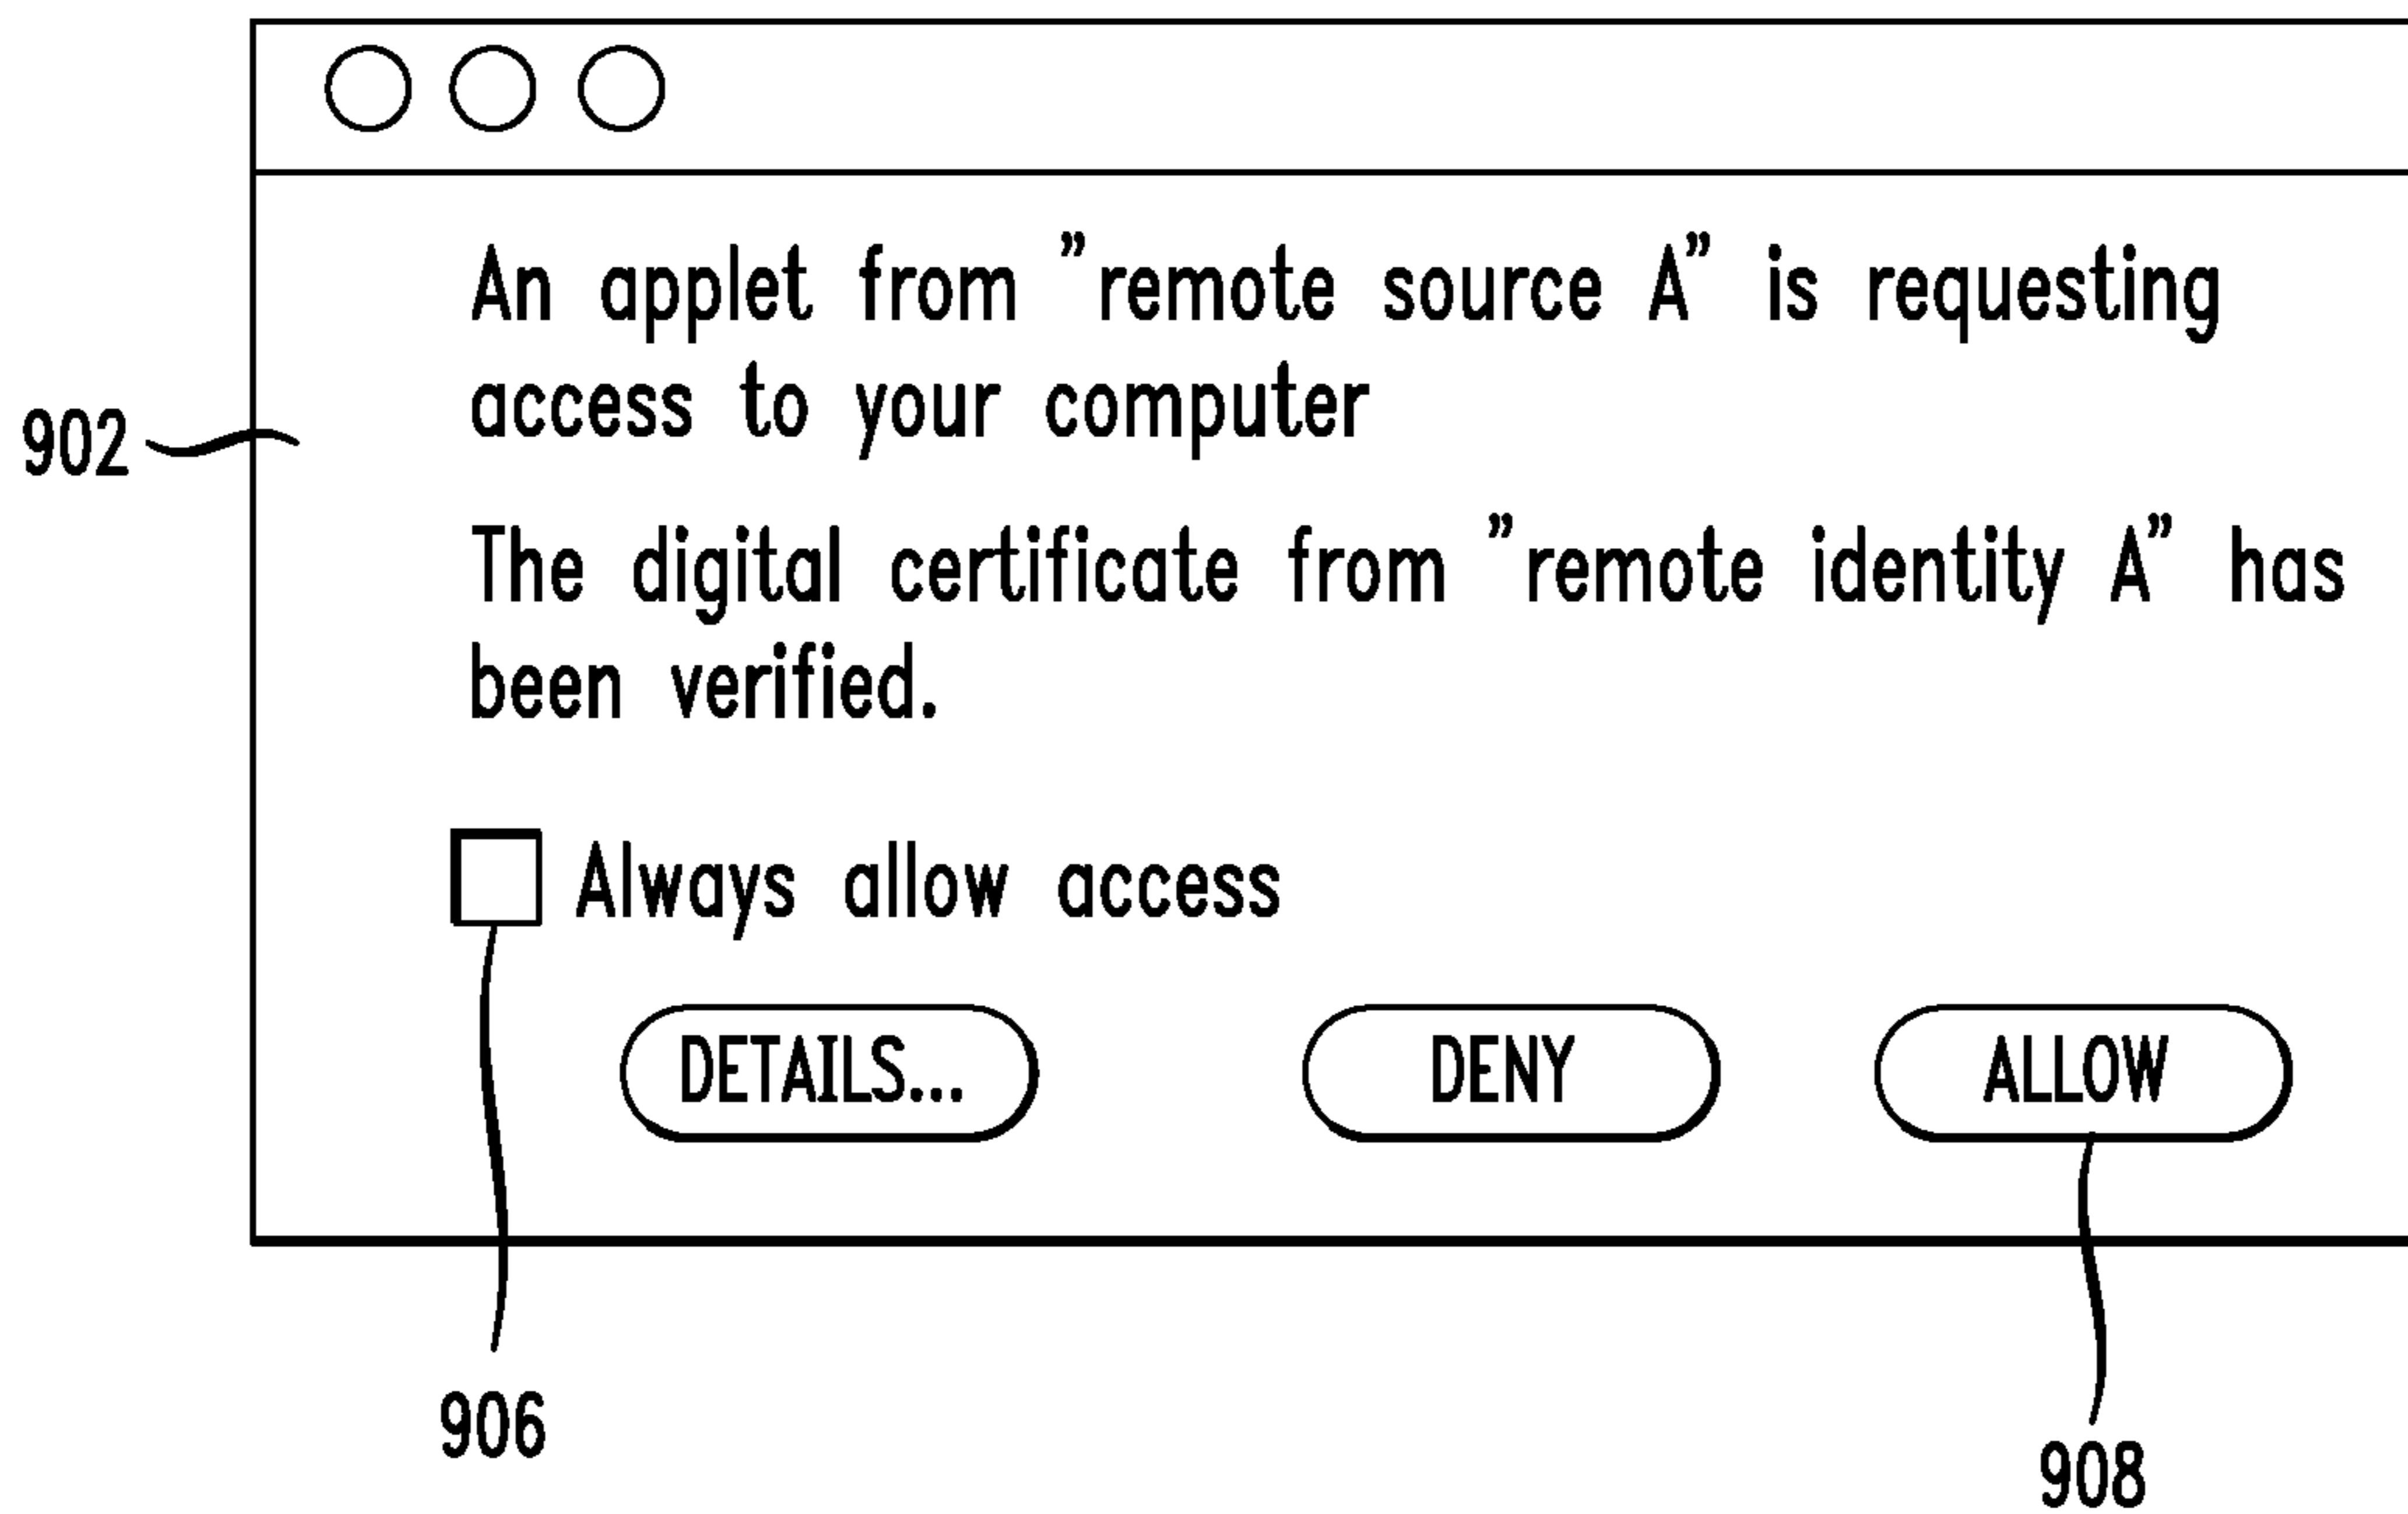 An applet from ”remote source A” is requesting
access to your computer
902
The digital certificate from ”remote identity A” has
been verified.
Always allow access
DETAILS... DENY ALLOW
906
908